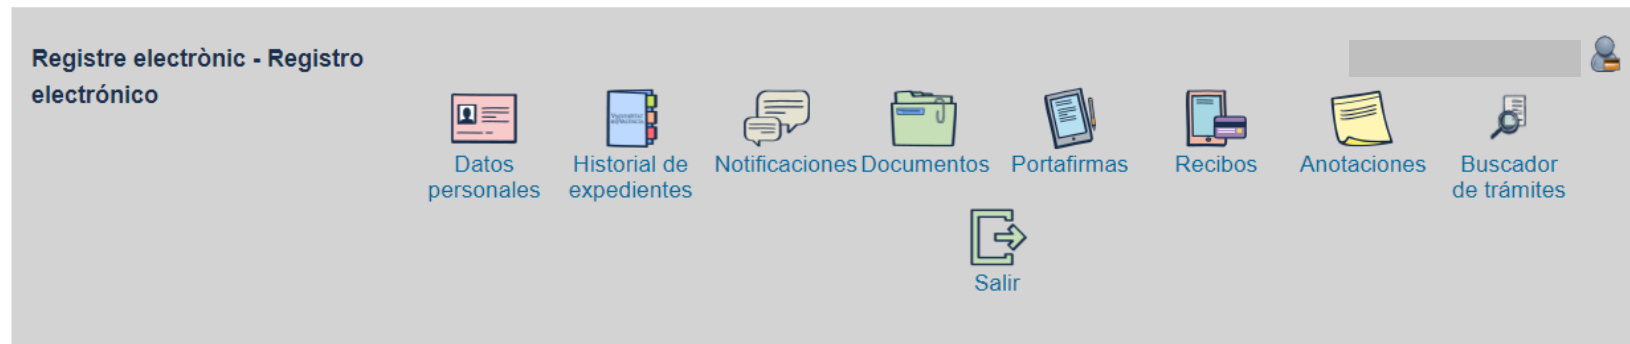 Registre electrònic - Registro
electrónico
Datos
personales
Historial de
expedientes
Notificaciones
Documentos
Portafirmas
Recibos
Anotaciones
Buscador
de trámites
Salir